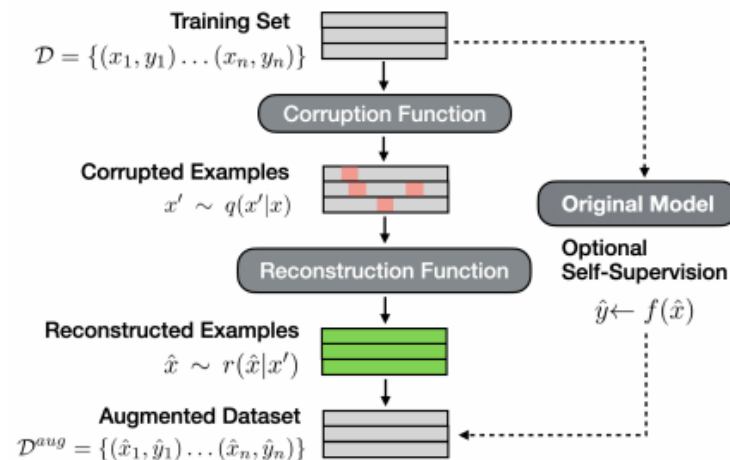 Training Set
𝒟 = {(x₁, y₁) … (xₙ, yₙ)}
Corruption Function
Corrupted Examples
x′ ∼ q(x′|x)
Original Model
Optional
Self-Supervision
ŷ ← f(x̂)
Reconstruction Function
Reconstructed Examples
x̂ ∼ r(x̂|x′)
Augmented Dataset
𝒟ᵃᵘᵍ = {(x̂₁, ŷ₁) … (x̂ₙ, ŷₙ)}